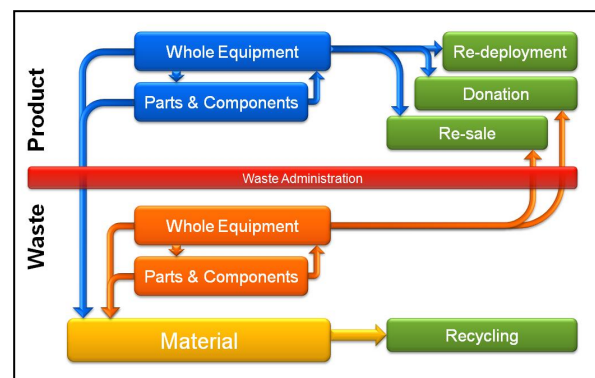 Product
Whole Equipment
Re-deployment
Parts & Components
Donation
Re-sale
Waste Administration
Waste
Whole Equipment
Parts & Components
Material
Recycling